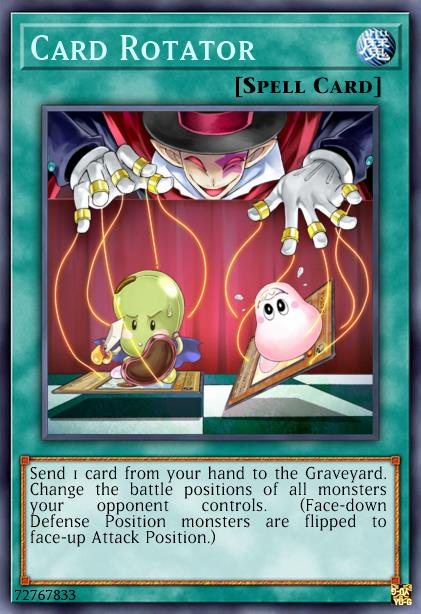 Card Rotator
魔
[Spell Card]
Send 1 card from your hand to the Graveyard.
Change the battle positions of all monsters
your opponent controls. (Face-down
Defense Position monsters are flipped to
face-up Attack Position.)
72767833